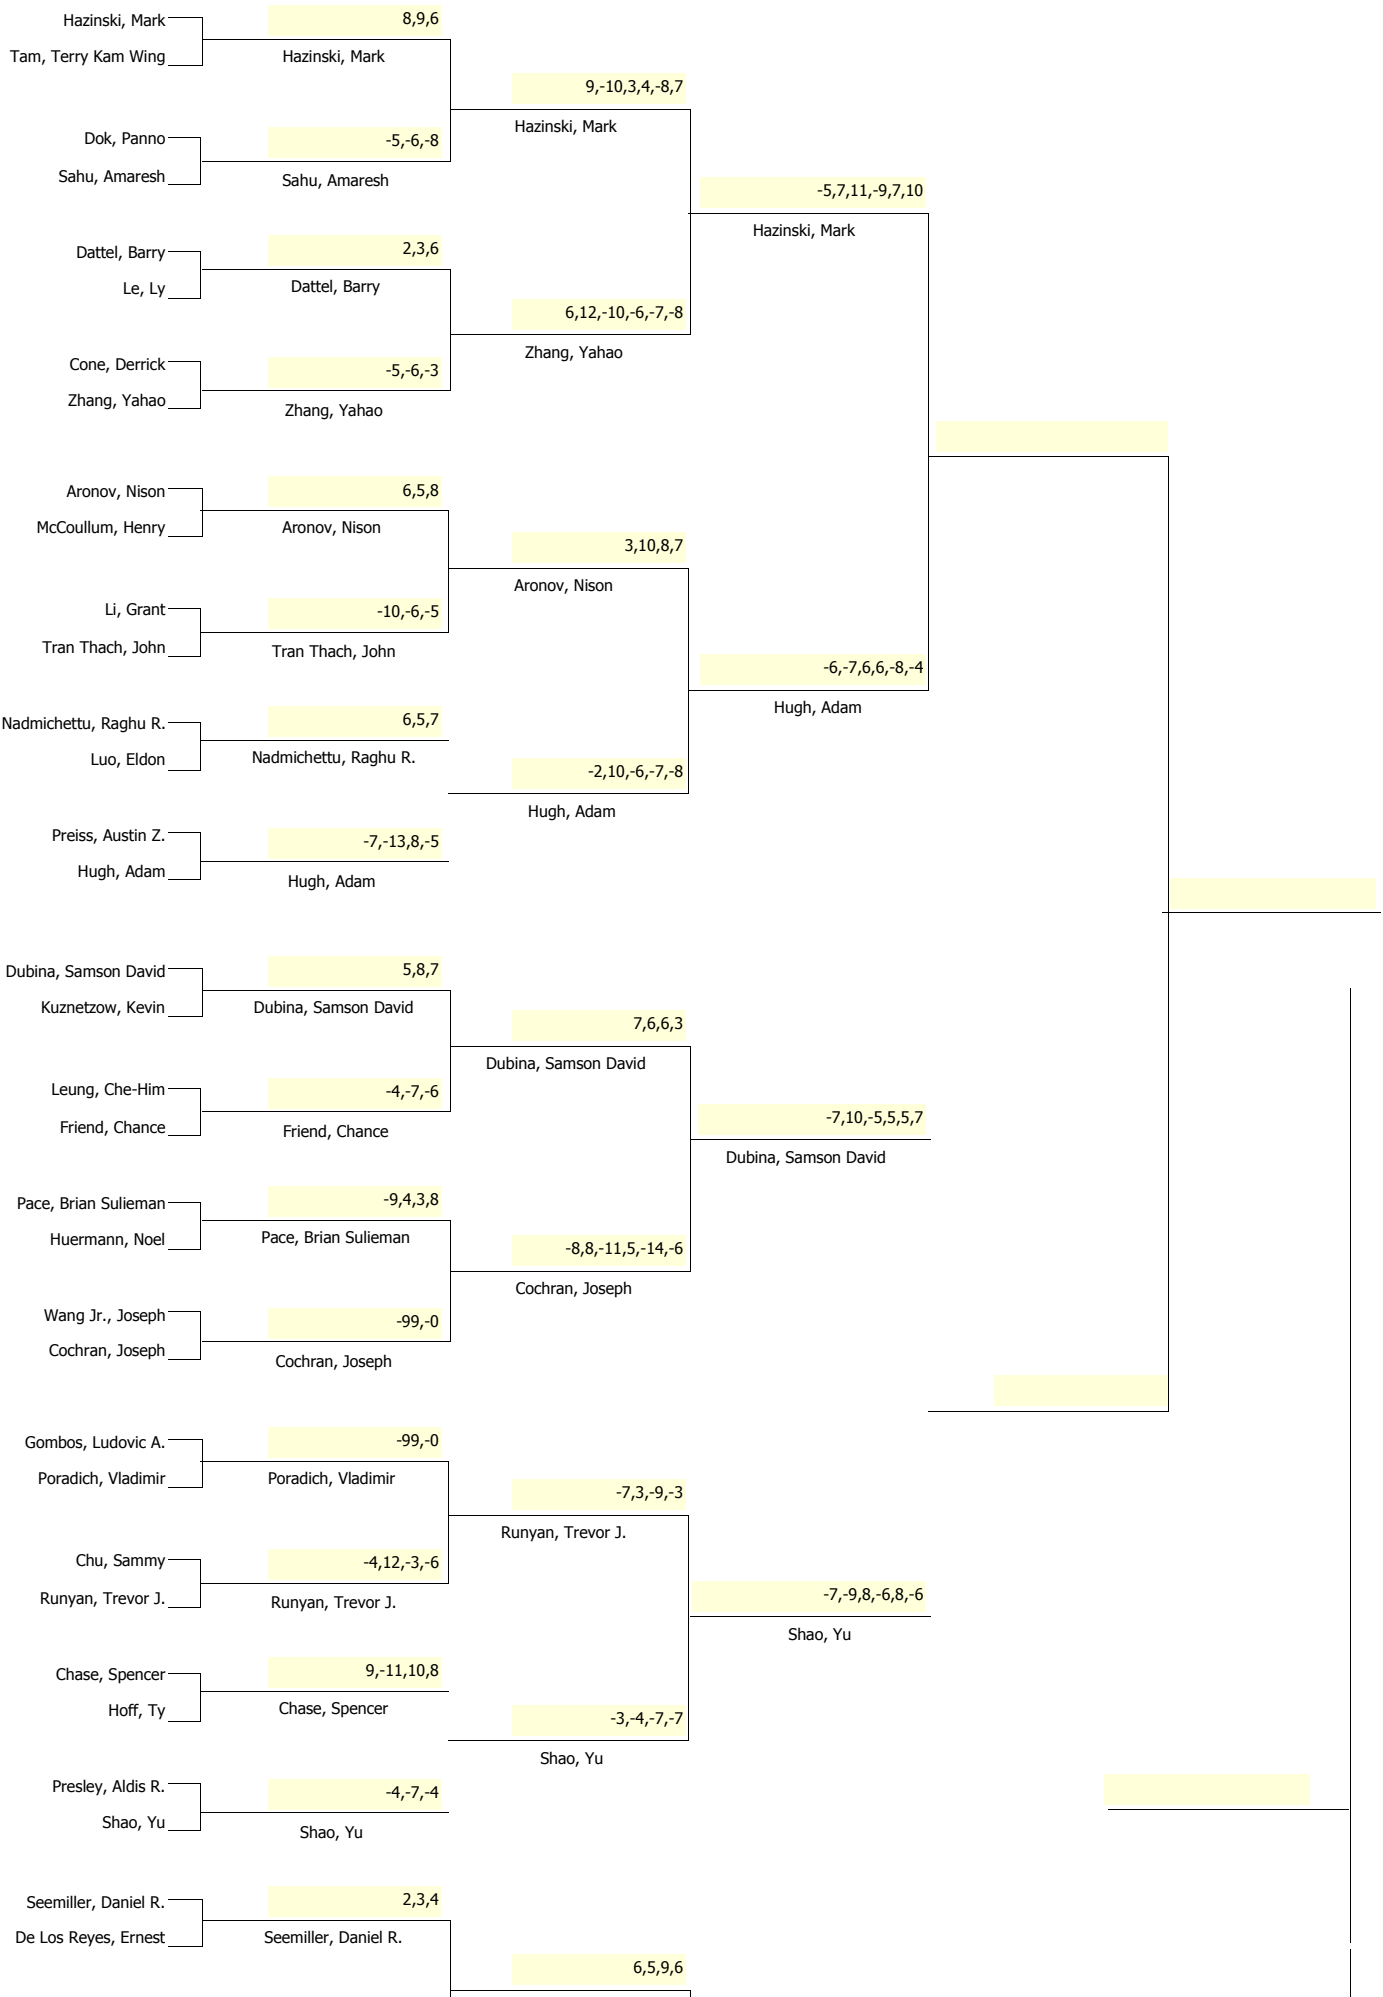 Hazinski, Mark
8,9,6
Tam, Terry Kam Wing
Hazinski, Mark
9,-10,3,4,-8,7
Hazinski, Mark
Dok, Panno
-5,-6,-8
Sahu, Amaresh
Sahu, Amaresh
-5,7,11,-9,7,10
Hazinski, Mark
Dattel, Barry
2,3,6
Le, Ly
Dattel, Barry
6,12,-10,-6,-7,-8
Zhang, Yahao
Cone, Derrick
-5,-6,-3
Zhang, Yahao
Zhang, Yahao
Aronov, Nison
6,5,8
McCoullum, Henry
Aronov, Nison
3,10,8,7
Aronov, Nison
Li, Grant
-10,-6,-5
Tran Thach, John
Tran Thach, John
-6,-7,6,6,-8,-4
Hugh, Adam
Nadmichettu, Raghu R.
6,5,7
Luo, Eldon
Nadmichettu, Raghu R.
-2,10,-6,-7,-8
Hugh, Adam
Preiss, Austin Z.
-7,-13,8,-5
Hugh, Adam
Hugh, Adam
Dubina, Samson David
5,8,7
Kuznetzow, Kevin
Dubina, Samson David
7,6,6,3
Dubina, Samson David
Leung, Che-Him
-4,-7,-6
Friend, Chance
Friend, Chance
-7,10,-5,5,5,7
Dubina, Samson David
Pace, Brian Sulieman
-9,4,3,8
Huermann, Noel
Pace, Brian Sulieman
-8,8,-11,5,-14,-6
Cochran, Joseph
Wang Jr., Joseph
-99,-0
Cochran, Joseph
Cochran, Joseph
Gombos, Ludovic A.
-99,-0
Poradich, Vladimir
Poradich, Vladimir
-7,3,-9,-3
Runyan, Trevor J.
Chu, Sammy
-4,12,-3,-6
Runyan, Trevor J.
Runyan, Trevor J.
-7,-9,8,-6,8,-6
Shao, Yu
Chase, Spencer
9,-11,10,8
Hoff, Ty
Chase, Spencer
-3,-4,-7,-7
Shao, Yu
Presley, Aldis R.
-4,-7,-4
Shao, Yu
Shao, Yu
Seemiller, Daniel R.
2,3,4
De Los Reyes, Ernest
Seemiller, Daniel R.
6,5,9,6